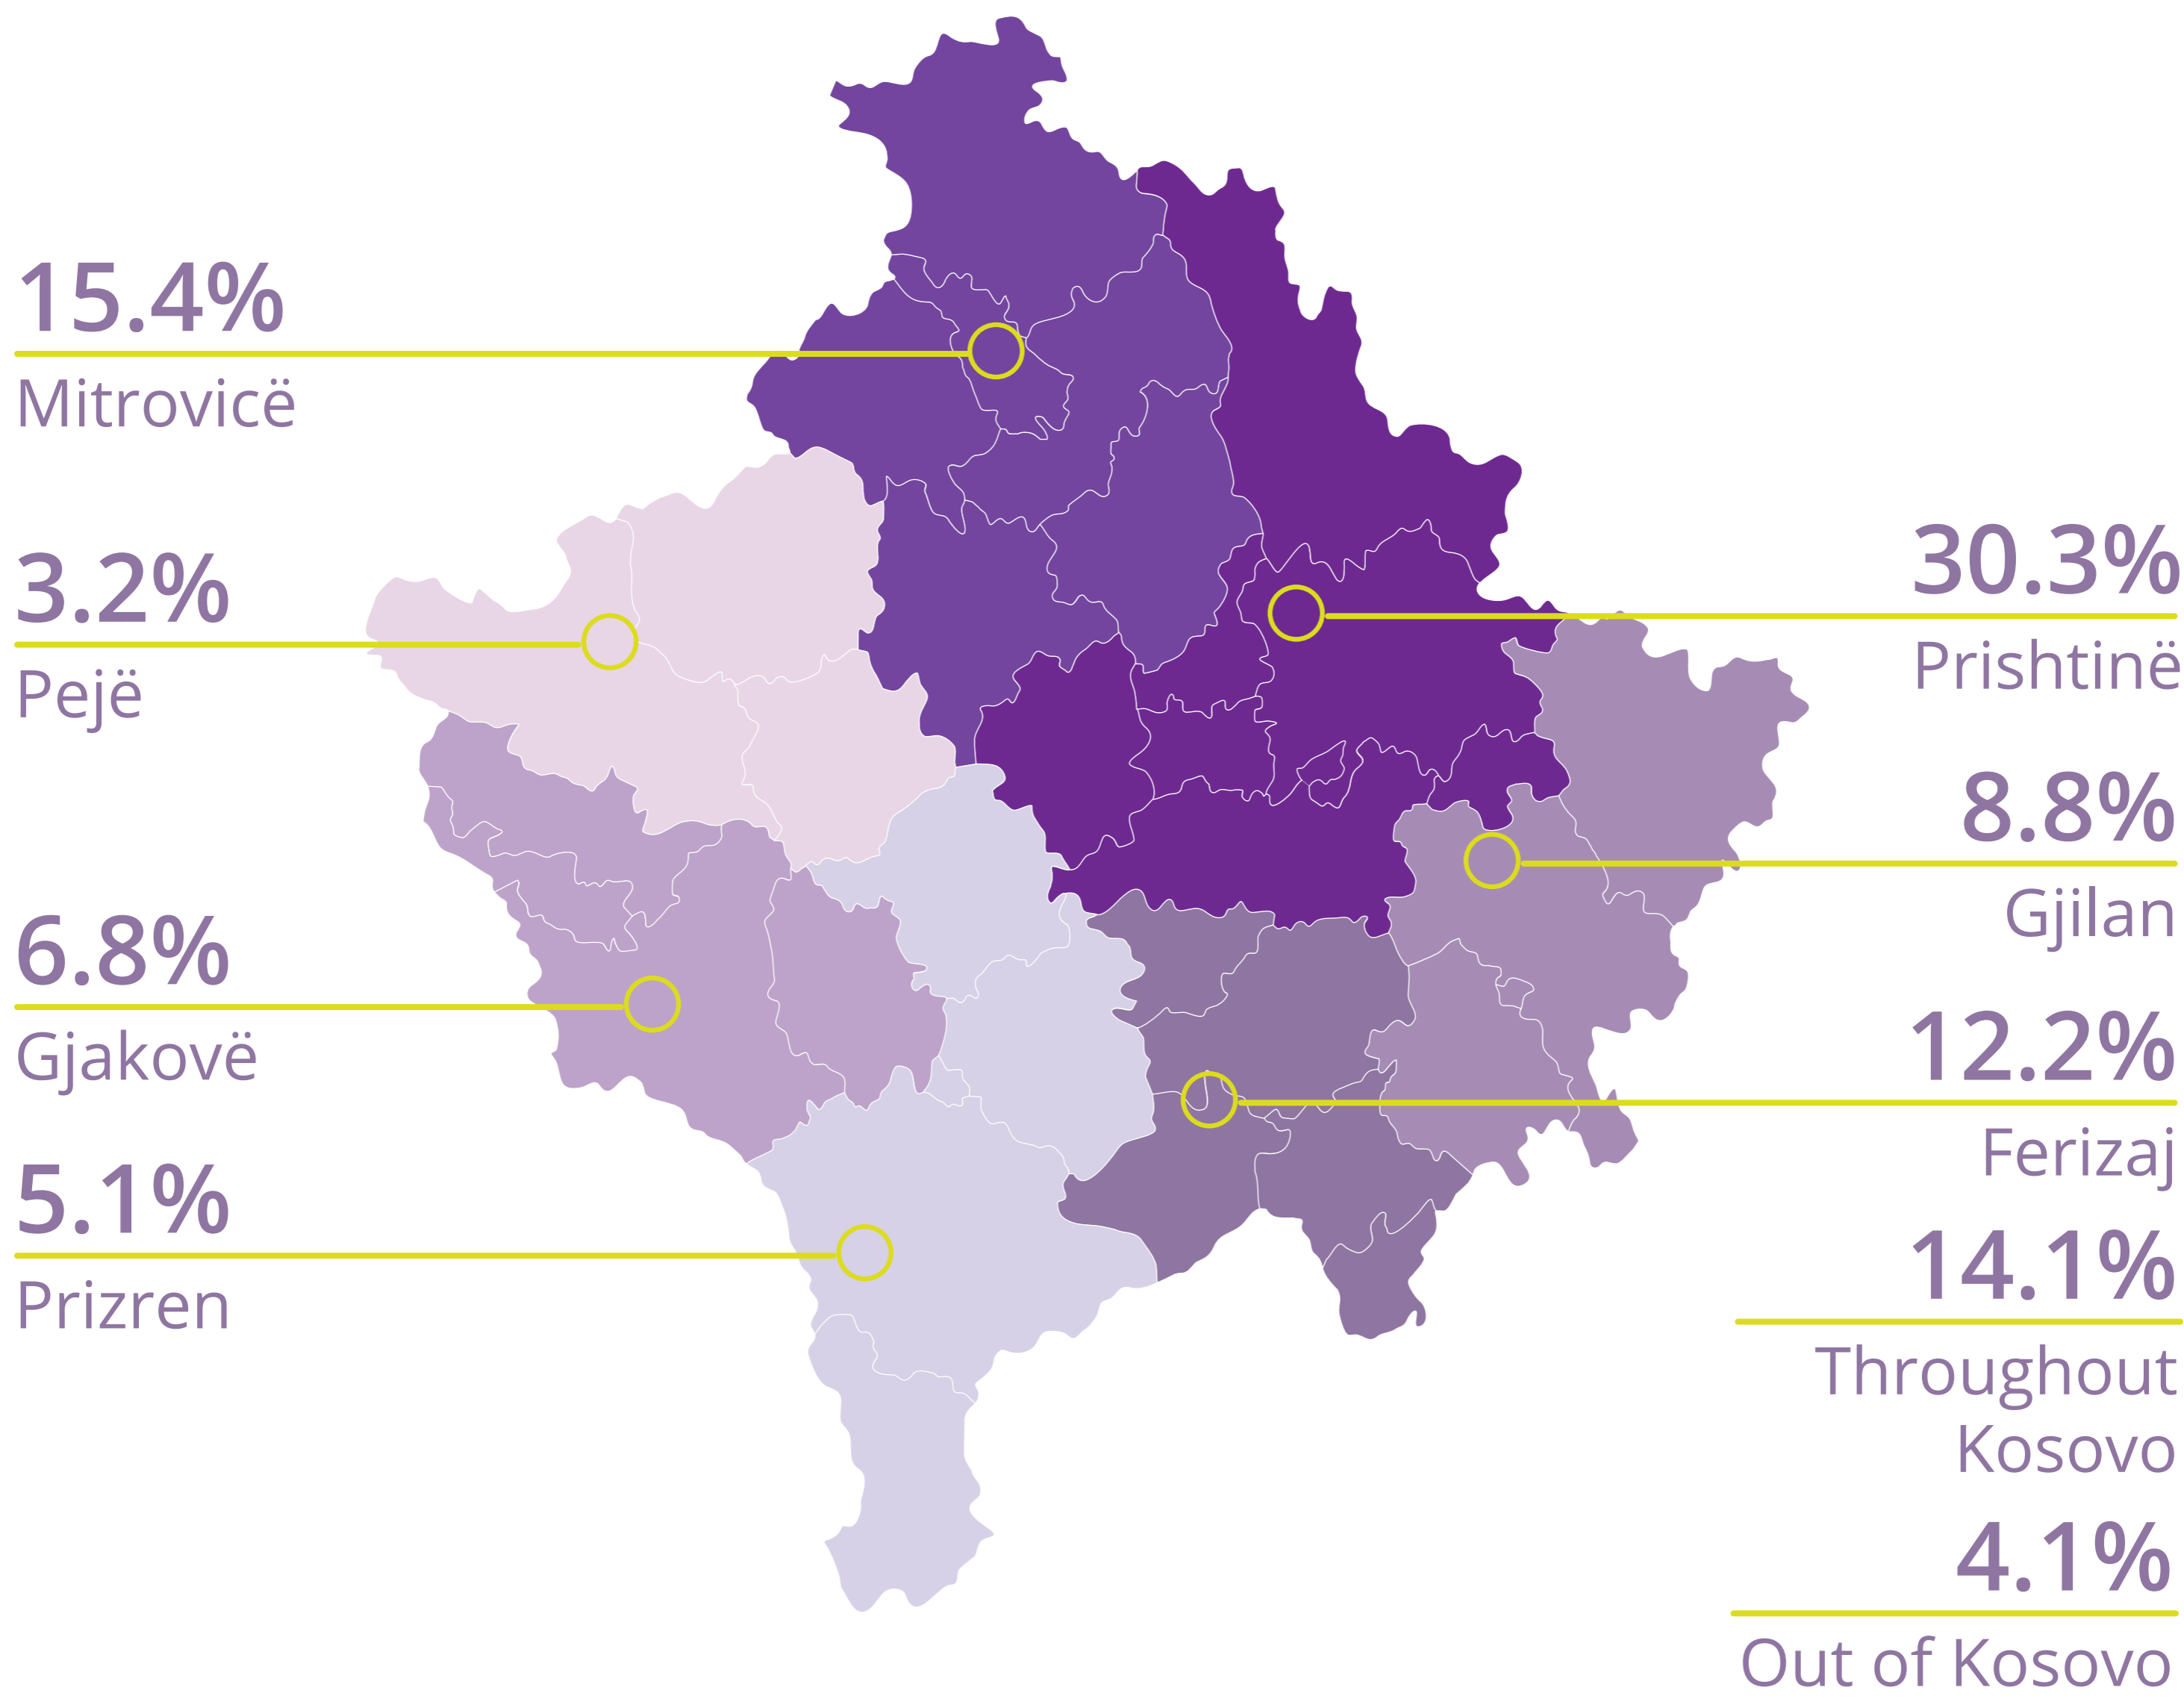 15.4%
Mitrovicë
3.2%
Pejë
6.8%
Gjakovë
5.1%
Prizren
30.3%
Prishtinë
8.8%
Gjilan
12.2%
Ferizaj
14.1%
Throughout
Kosovo
4.1%
Out of Kosovo